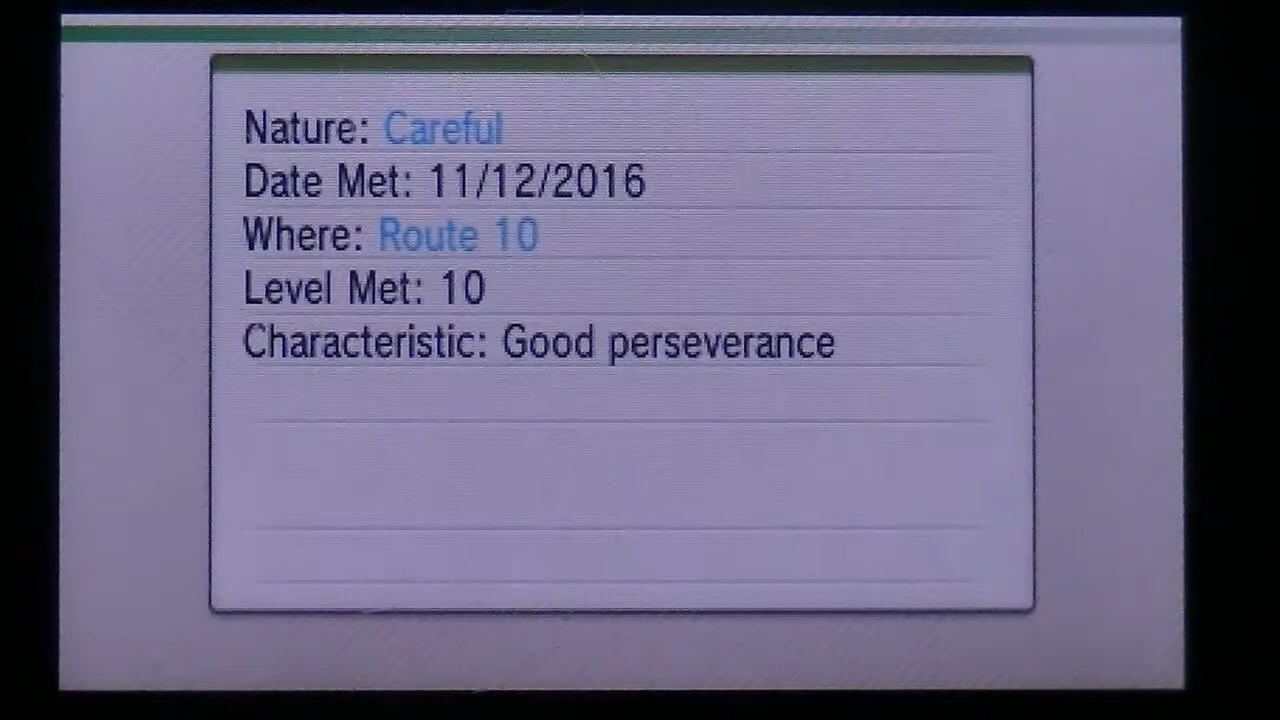 Nature: Careful
Date Met: 11/12/2016
Where: Route 10
Level Met: 10
Characteristic: Good perseverance